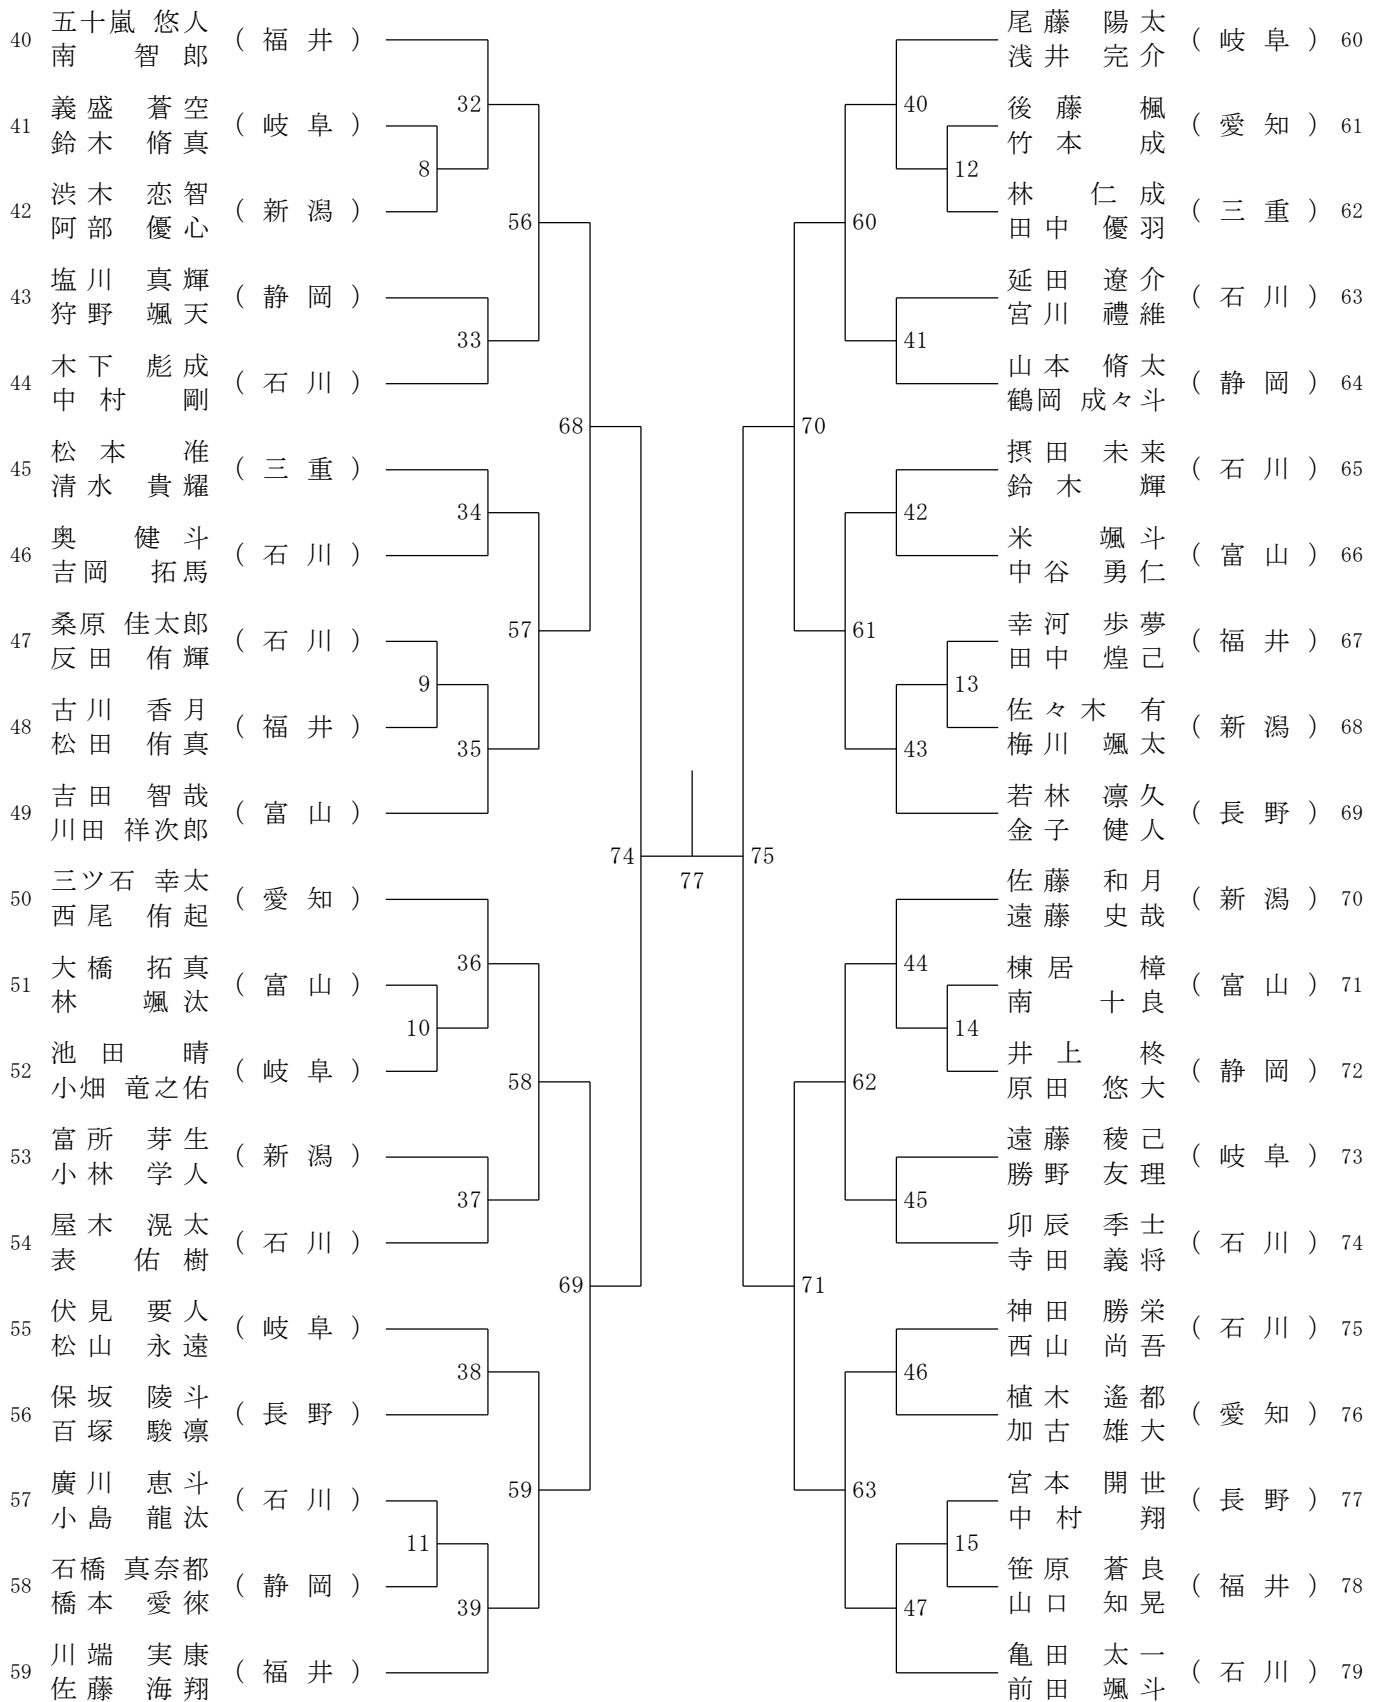 40 五十嵐 悠人 南 智郎 ( 福井 )
41 義盛 蒼空 鈴木 脩真 ( 岐阜 )
42 渋木 恋智 阿部 優心 ( 新潟 )
43 塩川 真輝 狩野 颯天 ( 静岡 )
44 木下 彪成 中村 剛 ( 石川 )
45 松本 准 清水 貴耀 ( 三重 )
46 奥 健斗 吉岡 拓馬 ( 石川 )
47 桑原 佳太郎 反田 侑輝 ( 石川 )
48 古川 香月 松田 侑真 ( 福井 )
49 吉田 智哉 川田 祥次郎 ( 富山 )
50 三ツ石 幸太 西尾 侑起 ( 愛知 )
51 大橋 拓真 林 颯汰 ( 富山 )
52 池田 晴 小畑 竜之佑 ( 岐阜 )
53 富所 芽生 小林 学人 ( 新潟 )
54 屋木 滉太 表 佑樹 ( 石川 )
55 伏見 要人 松山 永遠 ( 岐阜 )
56 保坂 陵斗 百塚 駿凛 ( 長野 )
57 廣川 恵斗 小島 龍汰 ( 石川 )
58 石橋 真奈都 橋本 愛徠 ( 静岡 )
59 川端 実康 佐藤 海翔 ( 福井 )
32
8
56
33
68
34
57
9
35
74
36
10
58
37
69
38
59
11
39
77
40
12
60
41
70
42
61
13
43
75
44
14
62
45
71
46
63
15
47
尾藤 陽太 浅井 完介 ( 岐阜 ) 60
後藤 楓 竹本 成 ( 愛知 ) 61
林 仁成 田中 優羽 ( 三重 ) 62
延田 遼介 宮川 禮維 ( 石川 ) 63
山本 脩太 鶴岡 成々斗 ( 静岡 ) 64
摂田 未来 鈴木 輝 ( 石川 ) 65
米 颯斗 中谷 勇仁 ( 富山 ) 66
幸河 歩夢 田中 煌己 ( 福井 ) 67
佐々木 有 梅川 颯太 ( 新潟 ) 68
若林 凛久 金子 健人 ( 長野 ) 69
佐藤 和月 遠藤 史哉 ( 新潟 ) 70
棟居 樟 南 十良 ( 富山 ) 71
井上 柊 原田 悠大 ( 静岡 ) 72
遠藤 稜己 勝野 友理 ( 岐阜 ) 73
卯辰 季士 寺田 義将 ( 石川 ) 74
神田 勝栄 西山 尚吾 ( 石川 ) 75
植木 遙都 加古 雄大 ( 愛知 ) 76
宮本 開世 中村 翔 ( 長野 ) 77
笹原 蒼良 山口 知晃 ( 福井 ) 78
亀田 太一 前田 颯斗 ( 石川 ) 79